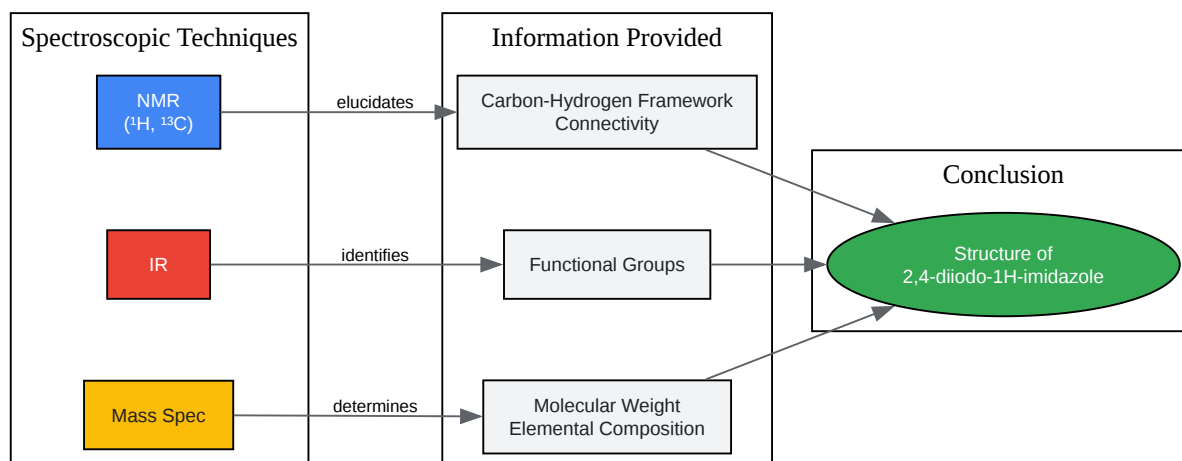 Spectroscopic Techniques
NMR
(¹H, ¹³C)
IR
Mass Spec
elucidates
identifies
determines
Information Provided
Carbon-Hydrogen Framework
Connectivity
Functional Groups
Molecular Weight
Elemental Composition
Conclusion
Structure of
2,4-diiodo-1H-imidazole